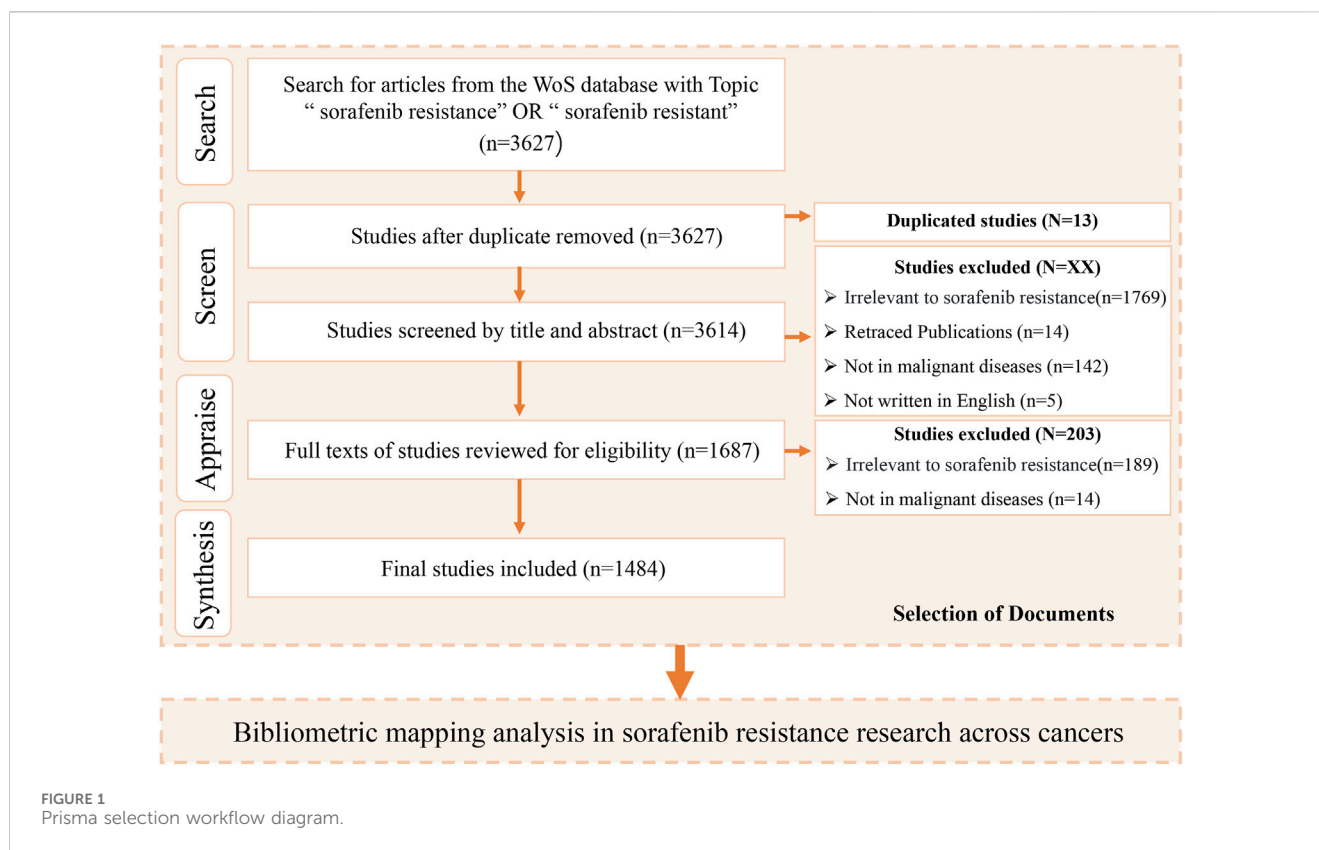 Search
Search for articles from the WoS database with Topic
“ sorafenib resistance” OR “ sorafenib resistant”
(n=3627)
Screen
Studies after duplicate removed (n=3627)
Duplicated studies (N=13)
Studies screened by title and abstract (n=3614)
Studies excluded (N=XX)
➢ Irrelevant to sorafenib resistance(n=1769)
➢ Retraced Publications (n=14)
➢ Not in malignant diseases (n=142)
➢ Not written in English (n=5)
Appraise
Full texts of studies reviewed for eligibility (n=1687)
Studies excluded (N=203)
➢ Irrelevant to sorafenib resistance(n=189)
➢ Not in malignant diseases (n=14)
Synthesis
Final studies included (n=1484)
Selection of Documents
Bibliometric mapping analysis in sorafenib resistance research across cancers
FIGURE 1
Prisma selection workflow diagram.